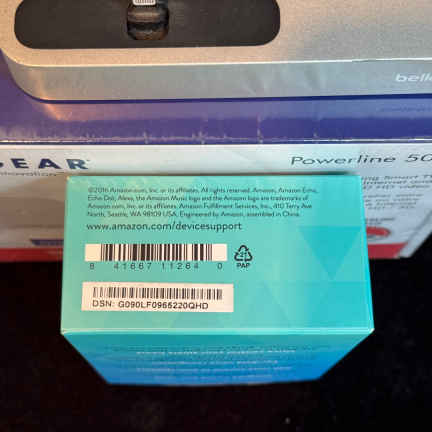 belk
GEAR
Powerline 50
©2016 Amazon.com, Inc. or its affiliates. All rights reserved. Amazon, Amazon Echo,
Echo Dot, Alexa, the Amazon Music logo and the Amazon logo are trademarks of
Amazon.com, Inc. or its affiliates. Amazon Fulfillment Services, Inc., 410 Terry Ave
North, Seattle, WA 98109 USA. Engineered by Amazon, assembled in China.
www.amazon.com/devicesupport
8 41667 11264 0
21
PAP
DSN: G090LF0965220QHD